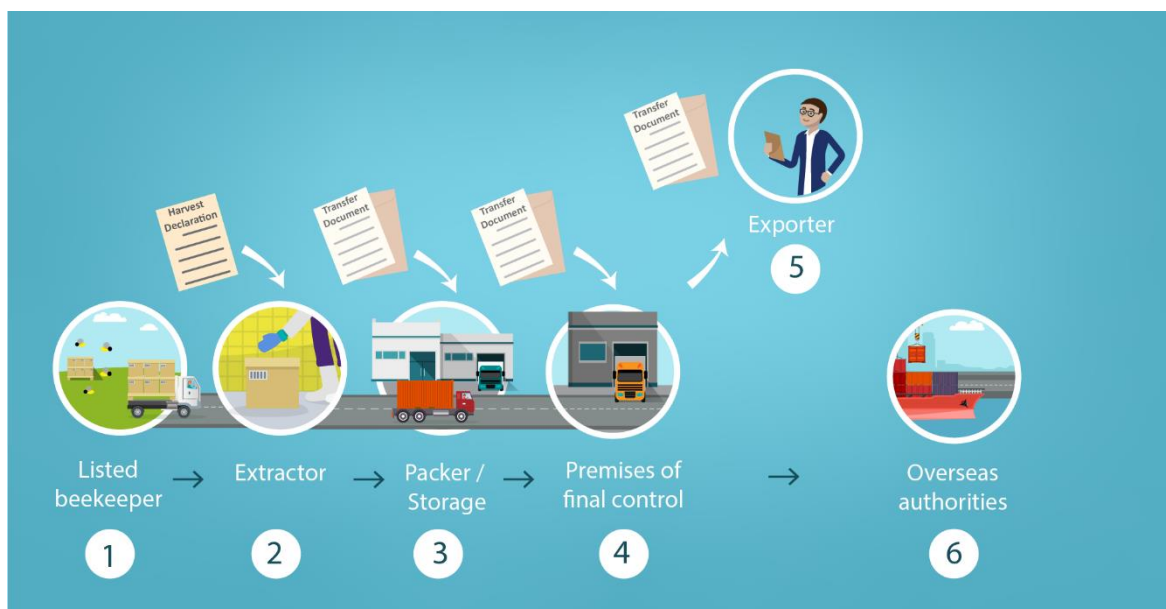 Harvest
Declaration
Transfer
Document
Transfer
Document
Transfer
Document
Exporter
5
Listed
beekeeper
→
Extractor
→
Packer /
Storage
→
Premises of
final control
→
Overseas
authorities
1
2
3
4
6